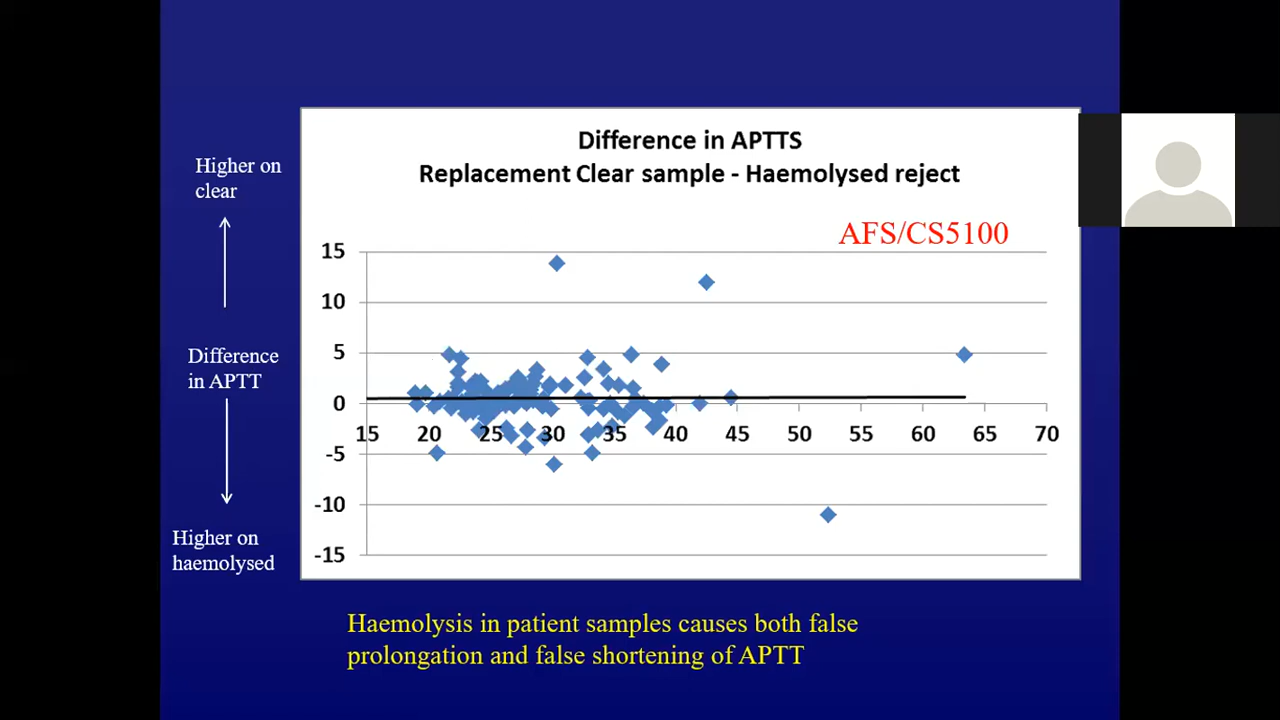 Difference in APTTS
Replacement Clear sample - Haemolysed reject
Higher on
clear
AFS/CS5100
15
10
5
0
-5
-10
-15
15 20 25 30 35 40 45 50 55 60 65 70
Difference
in APTT
Higher on
haemolysed
Haemolysis in patient samples causes both false
prolongation and false shortening of APTT